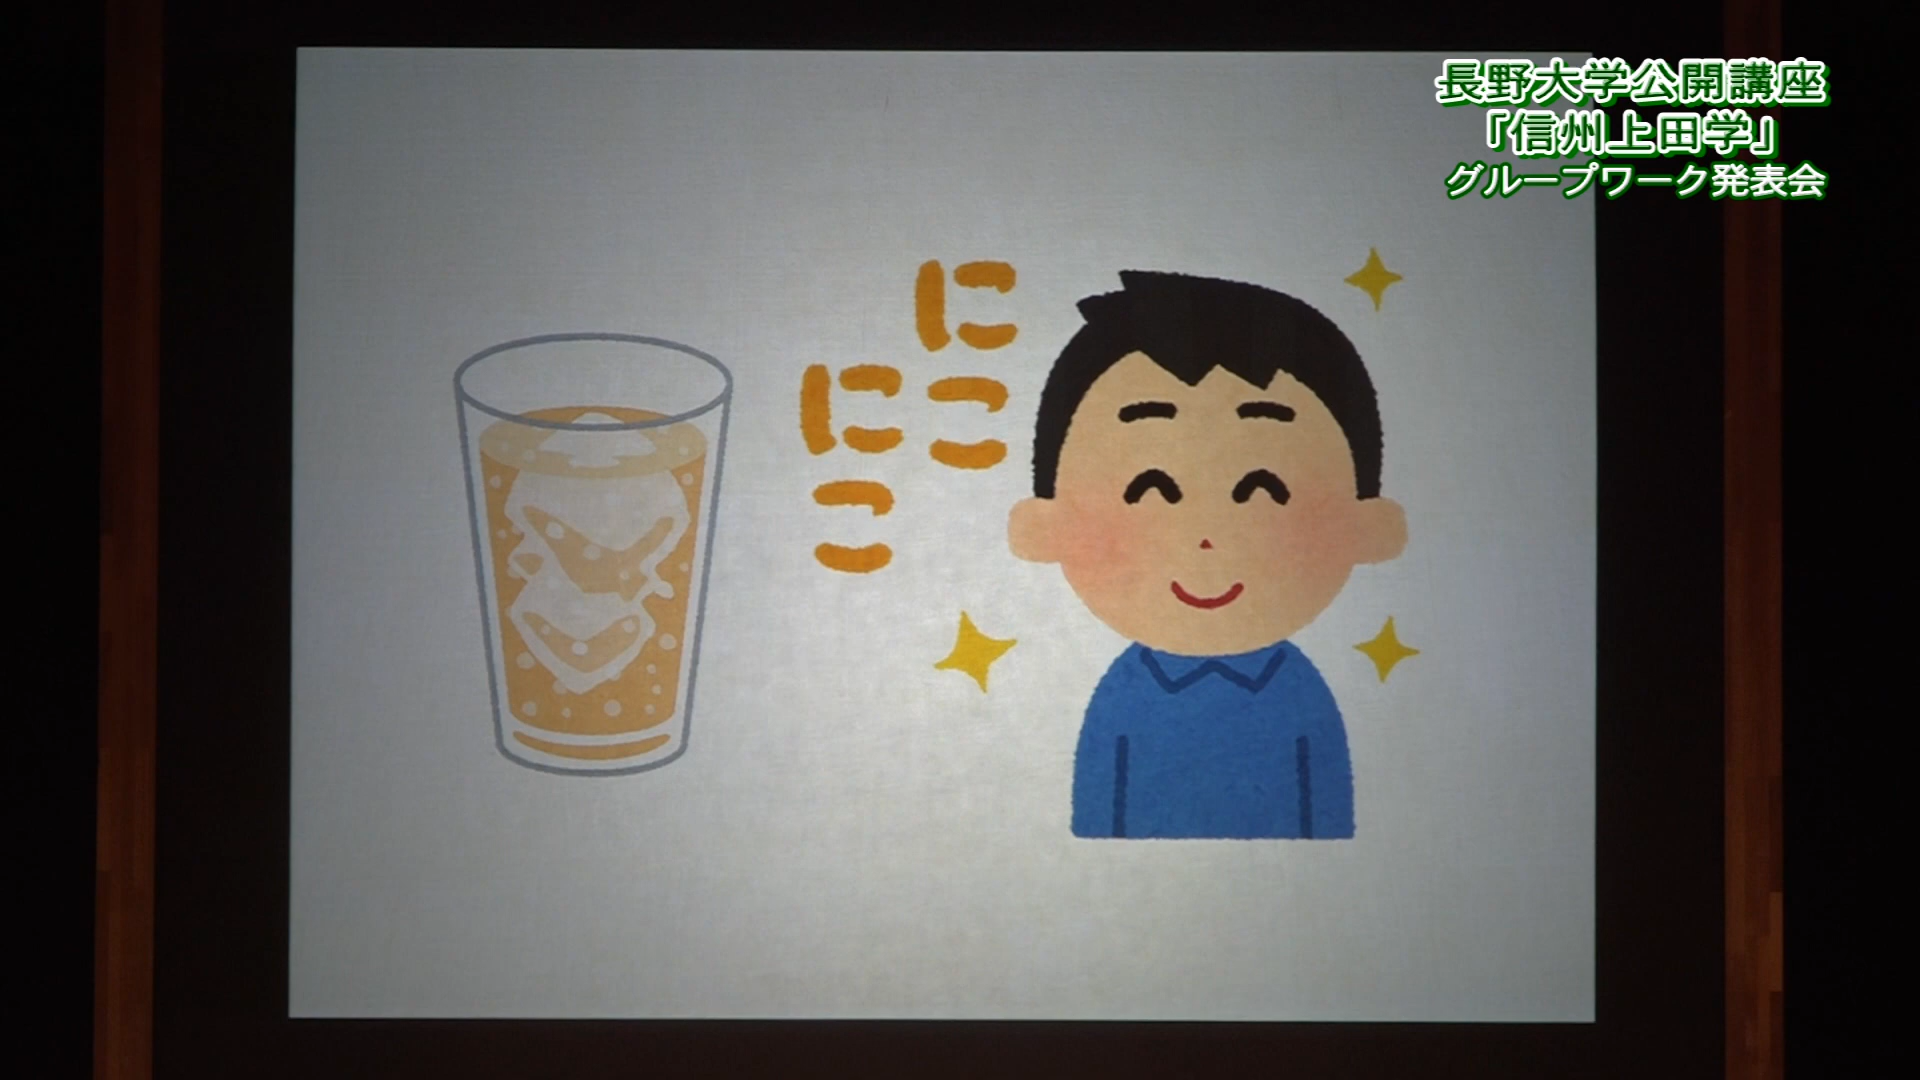 長野大学公開講座
「信州上田学」
グループワーク発表会
にこ
にこ